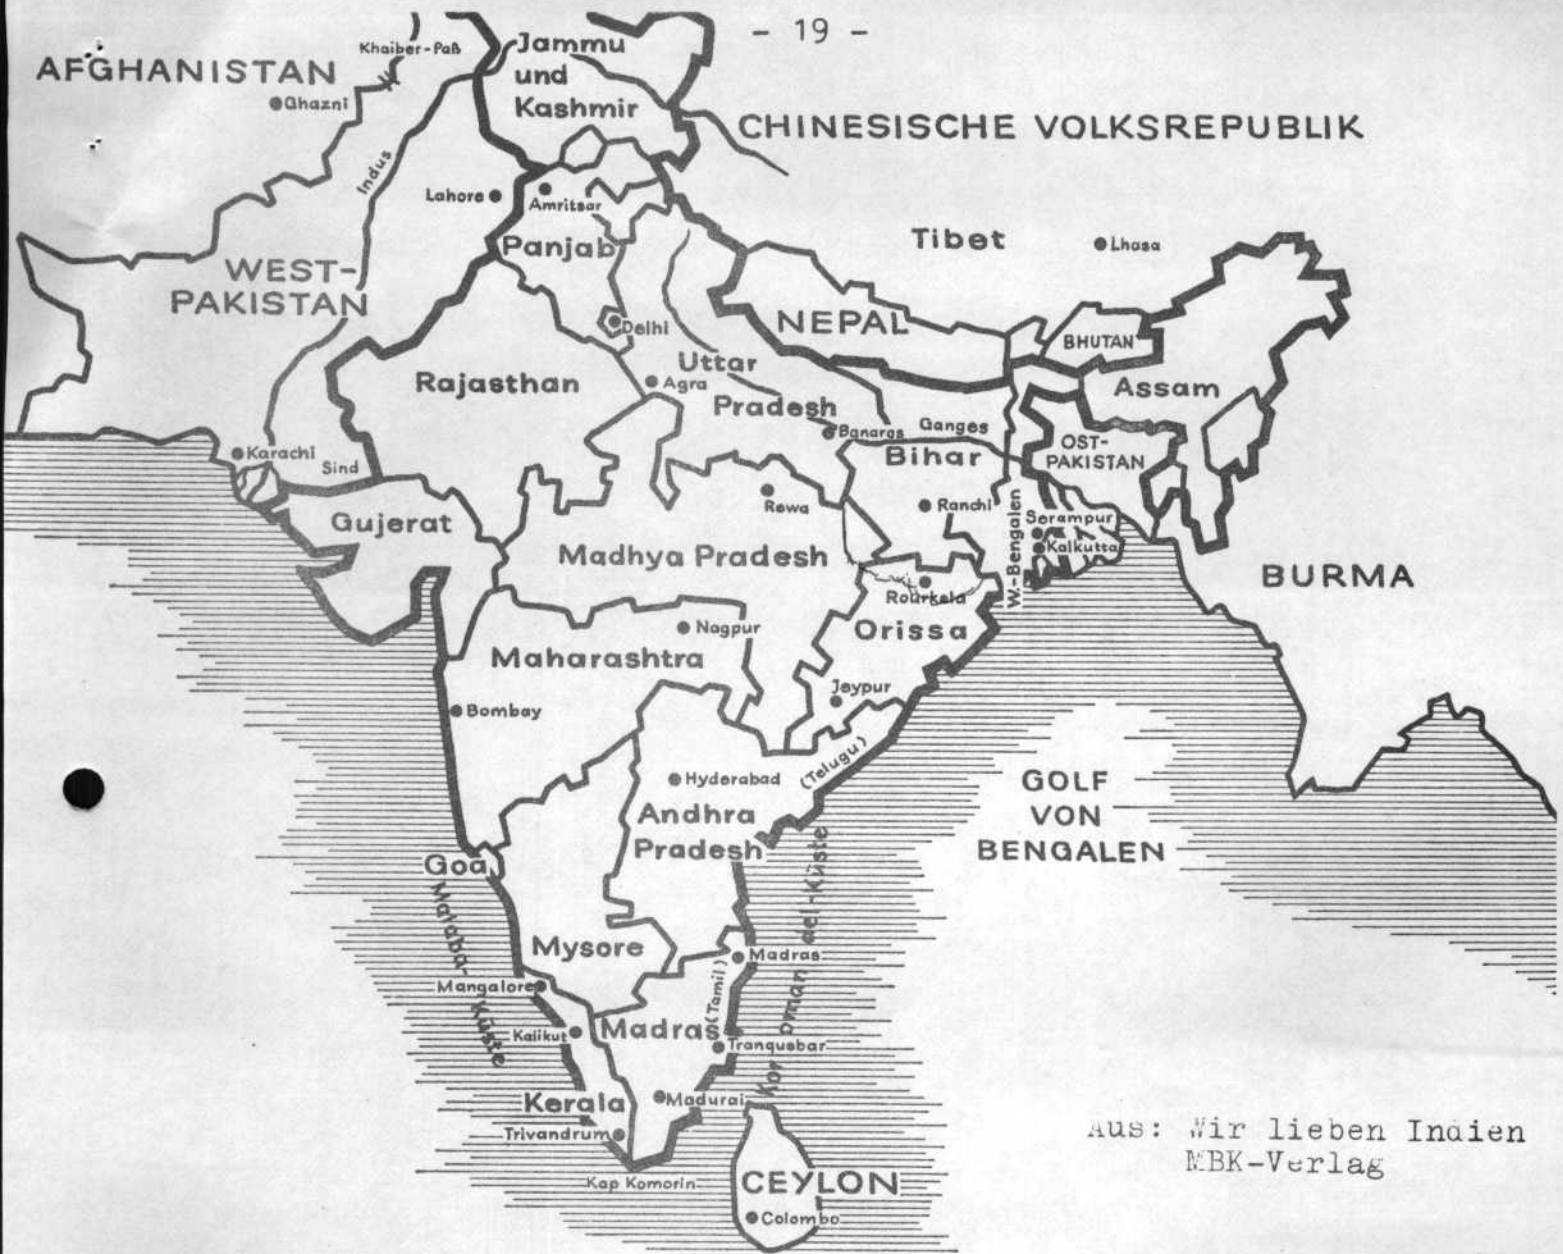 - 19 -
Khaiber-Paß
Jammu
und
Kashmir
AFGHANISTAN
Ghazni
CHINESISCHE VOLKSREPUBLIK
Indus
Lahore
Amritsar
Panjab
Tibet
Lhasa
WEST-
PAKISTAN
Delhi
NEPAL
BHUTAN
Uttar
Pradesh
Rajasthan
Agra
Assam
Banaras
Ganges
OST-
PAKISTAN
Bihar
Karachi
Sind
Rewa
Ranchi
W.-Bengalen
Serampur
Kalkutta
Gujerat
Madhya Pradesh
BURMA
Rourkela
Orissa
Nagpur
Maharashtra
Jeypur
Bombay
(Telugu)
Hyderabad
Andhra
Pradesh
GOLF
VON
BENGALEN
Goa
Malaba-Küste
Koromandel-Küste
Mysore
Madras
Mangalore
(Tamil)
Kalikut
Madras
Tranquebar
Kerala
Madurai
Trivandrum
Kap Komorin
CEYLON
Colombo
Aus: Wir lieben Indien
MBK-Verlag